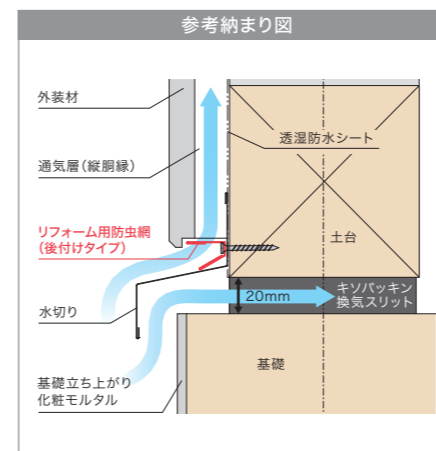 参考納まり図
外装材
透湿防水シート
通気層(縦胴縁)
リフォーム用防虫網
(後付けタイプ)
土台
水切り
20mm
キソパッキン
換気スリット
基礎立ち上がり
化粧モルタル
基礎